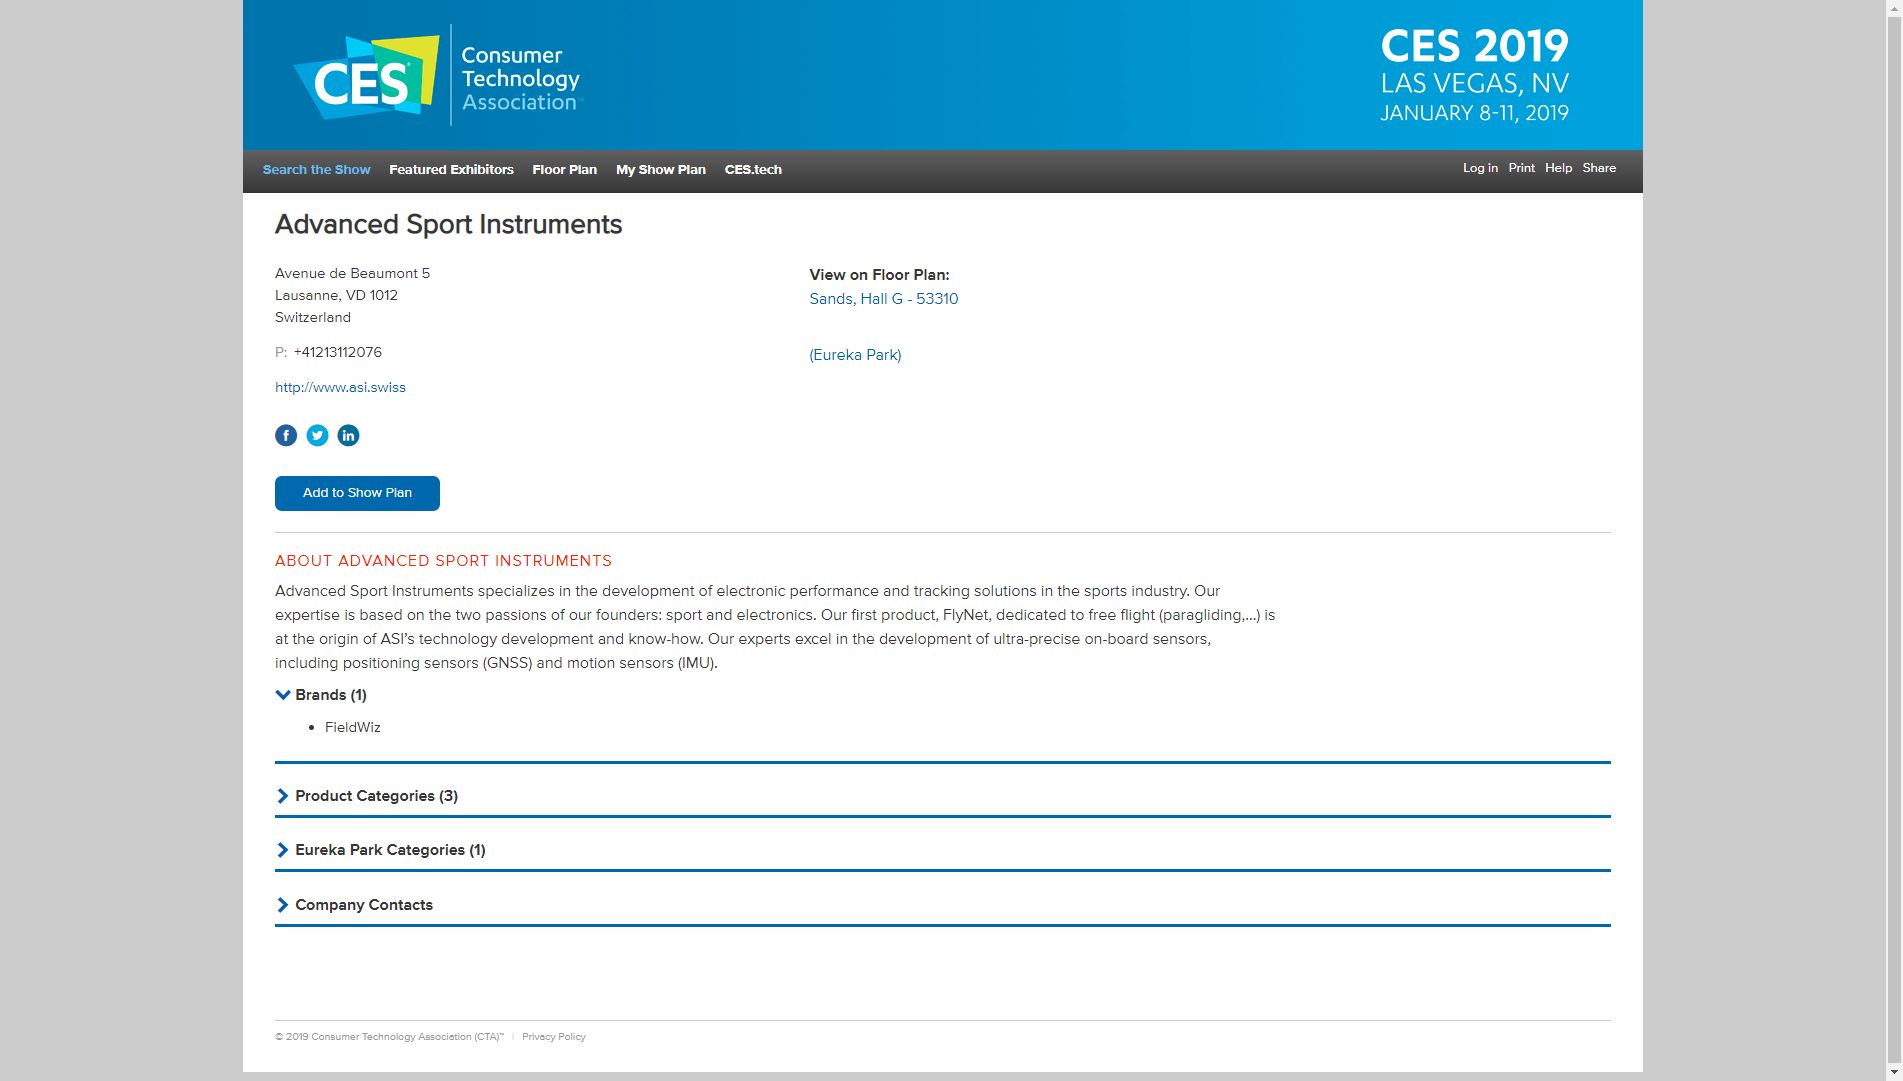 CES®
Consumer
Technology
Association™
CES 2019
LAS VEGAS, NV
JANUARY 8-11, 2019
Search the Show Featured Exhibitors Floor Plan My Show Plan CES.tech
Log in Print Help Share
Advanced Sport Instruments
Avenue de Beaumont 5
Lausanne, VD 1012
Switzerland
P: +41213112076
http://www.asi.swiss
View on Floor Plan:
Sands, Hall G - 53310
(Eureka Park)
Add to Show Plan
ABOUT ADVANCED SPORT INSTRUMENTS
Advanced Sport Instruments specializes in the development of electronic performance and tracking solutions in the sports industry. Our
expertise is based on the two passions of our founders: sport and electronics. Our first product, FlyNet, dedicated to free flight (paragliding,...) is
at the origin of ASI's technology development and know-how. Our experts excel in the development of ultra-precise on-board sensors,
including positioning sensors (GNSS) and motion sensors (IMU).
Brands (1)
• FieldWiz
Product Categories (3)
Eureka Park Categories (1)
Company Contacts
© 2019 Consumer Technology Association (CTA)™ | Privacy Policy